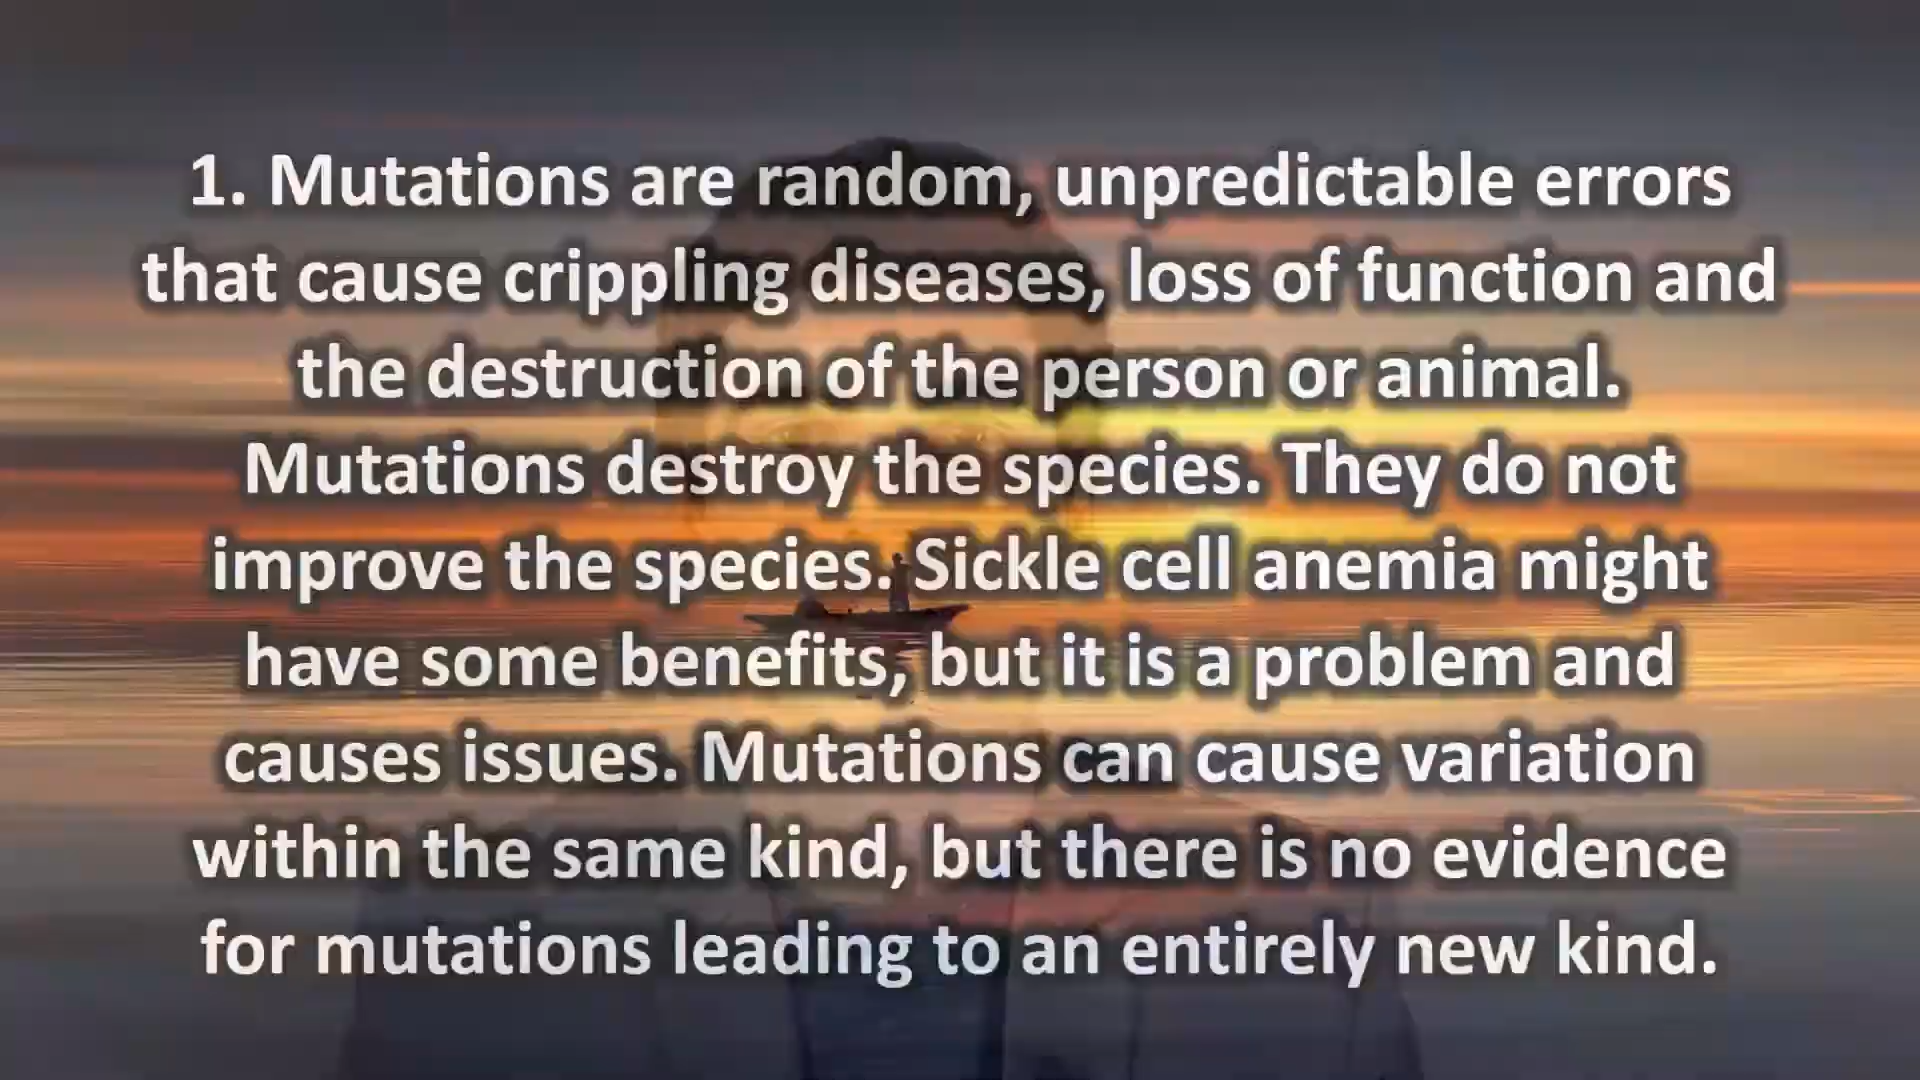 1. Mutations are random, unpredictable errors
that cause crippling diseases, loss of function and
the destruction of the person or animal.
Mutations destroy the species. They do not
improve the species. Sickle cell anemia might
have some benefits, but it is a problem and
causes issues. Mutations can cause variation
within the same kind, but there is no evidence
for mutations leading to an entirely new kind.